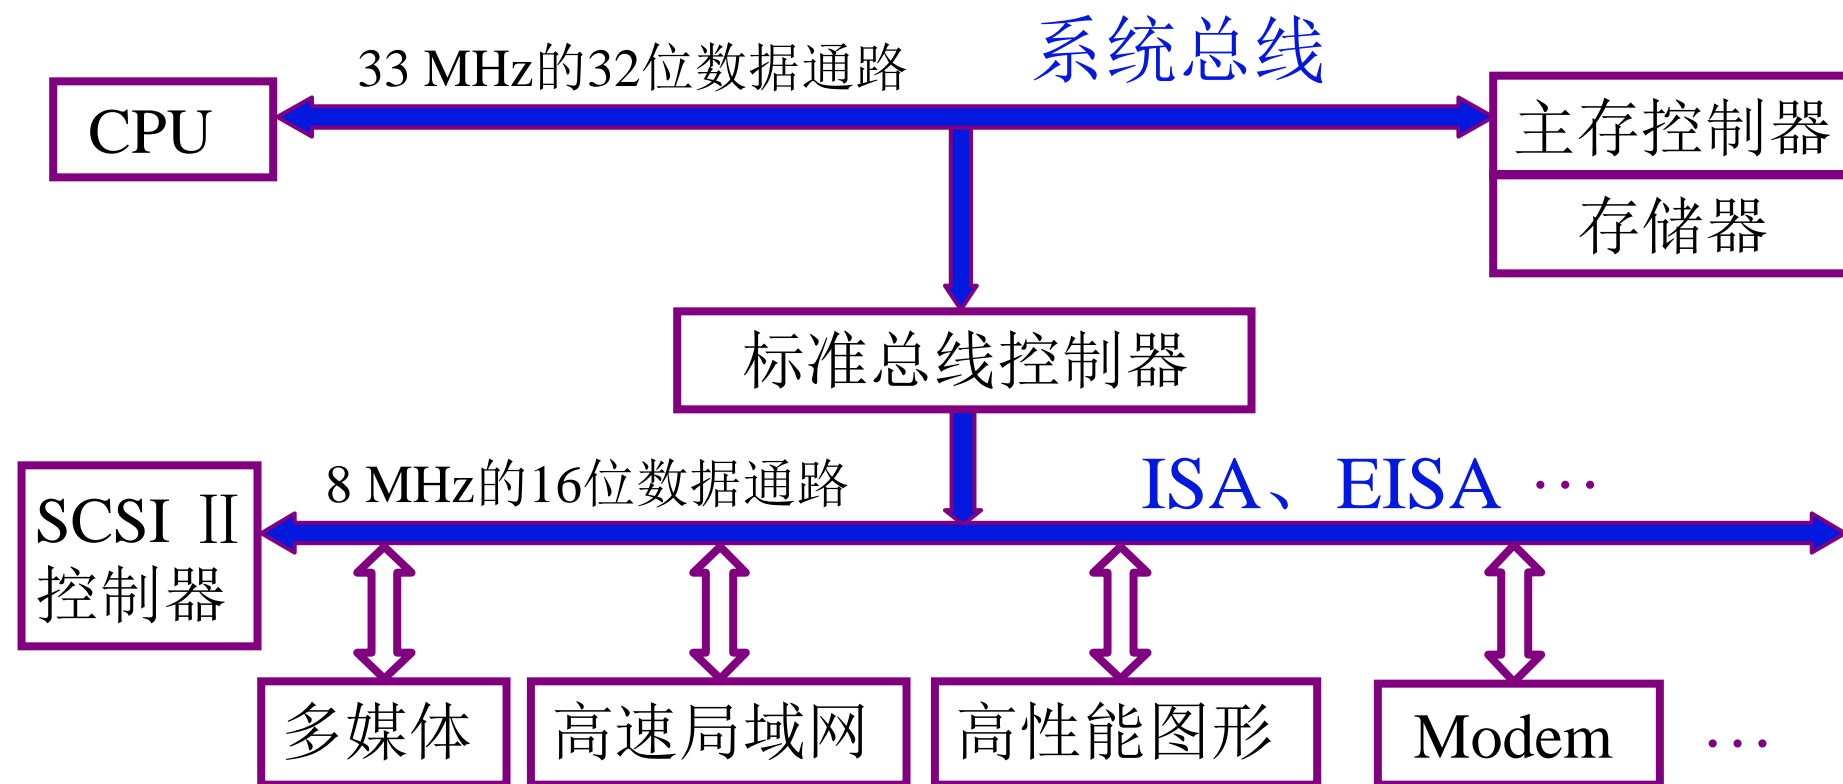 系统总线
33 MHz的32位数据通路
CPU
主存控制器
存储器
标准总线控制器
8 MHz的16位数据通路
ISA、EISA …
SCSI Ⅱ
控制器
多媒体
高速局域网
高性能图形
Modem
…